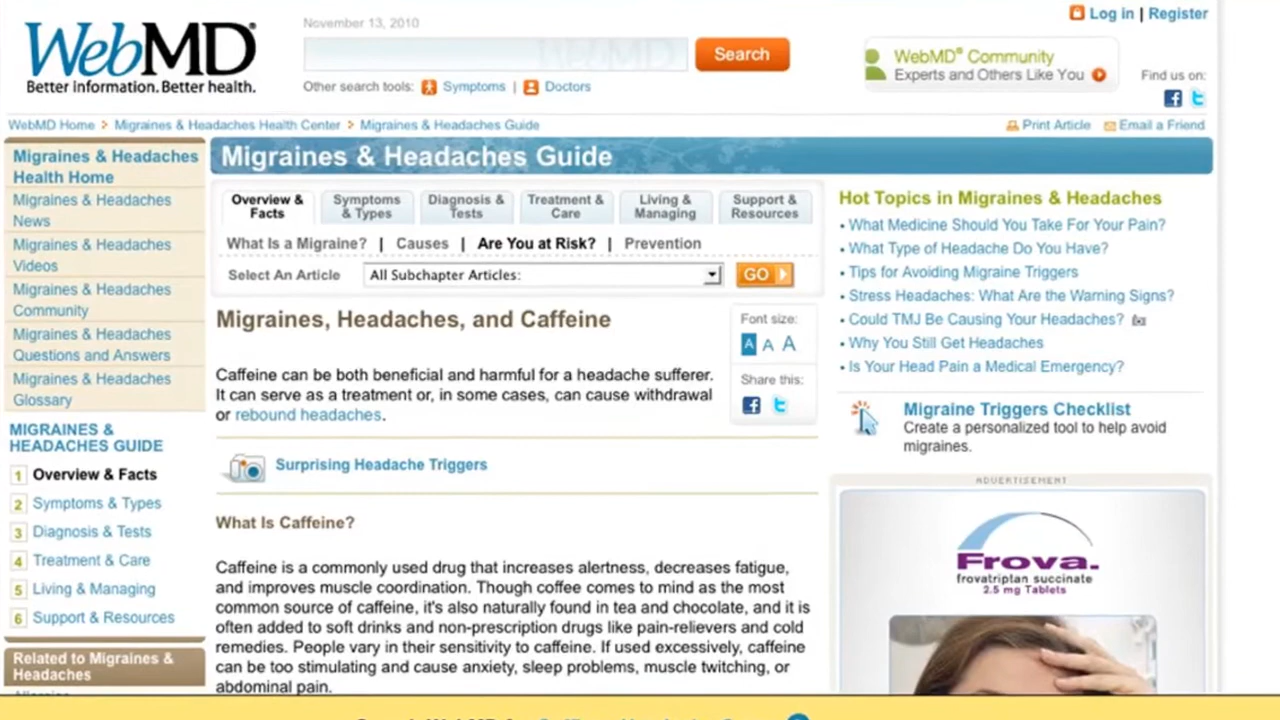 WebMD®
Better information. Better health.
November 13, 2010
Search
Other search tools: Symptoms | Doctors
Log in | Register
WebMD® Community
Experts and Others Like You
Find us on:
WebMD Home > Migraines & Headaches Health Center > Migraines & Headaches Guide
Print Article Email a Friend
Migraines & Headaches
Health Home
Migraines & Headaches
News
Migraines & Headaches
Videos
Migraines & Headaches
Community
Migraines & Headaches
Questions and Answers
Migraines & Headaches
Glossary
MIGRAINES &
HEADACHES GUIDE
1 Overview & Facts
2 Symptoms & Types
3 Diagnosis & Tests
4 Treatment & Care
5 Living & Managing
6 Support & Resources
Related to Migraines &
Headaches
Migraines & Headaches Guide
Overview &
Facts
Symptoms
& Types
Diagnosis &
Tests
Treatment &
Care
Living &
Managing
Support &
Resources
What Is a Migraine? | Causes | Are You at Risk? | Prevention
Select An Article All Subchapter Articles: GO
Migraines, Headaches, and Caffeine
Font size:
A A A
Share this:
Caffeine can be both beneficial and harmful for a headache sufferer.
It can serve as a treatment or, in some cases, can cause withdrawal
or rebound headaches.
Surprising Headache Triggers
What Is Caffeine?
Caffeine is a commonly used drug that increases alertness, decreases fatigue,
and improves muscle coordination. Though coffee comes to mind as the most
common source of caffeine, it's also naturally found in tea and chocolate, and it is
often added to soft drinks and non-prescription drugs like pain-relievers and cold
remedies. People vary in their sensitivity to caffeine. If used excessively, caffeine
can be too stimulating and cause anxiety, sleep problems, muscle twitching, or
abdominal pain.
Hot Topics in Migraines & Headaches
• What Medicine Should You Take For Your Pain?
• What Type of Headache Do You Have?
• Tips for Avoiding Migraine Triggers
• Stress Headaches: What Are the Warning Signs?
• Could TMJ Be Causing Your Headaches?
• Why You Still Get Headaches
• Is Your Head Pain a Medical Emergency?
Migraine Triggers Checklist
Create a personalized tool to help avoid
migraines.
ADVERTISEMENT
Frova.
frovatriptan succinate
2.5 mg Tablets